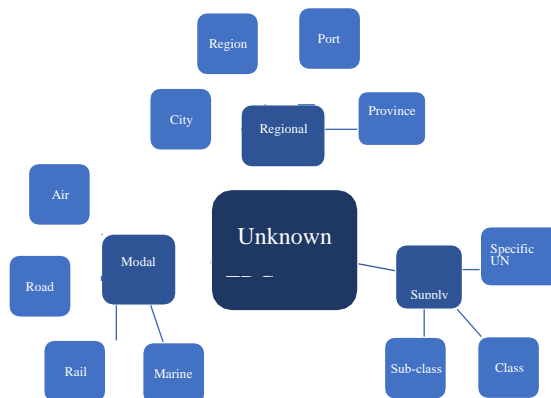 Region
Port
City
Regional
Province
Air
Unknown
Modal
Specific
UN
Road
Supply
Rail
Marine
Sub-class
Class